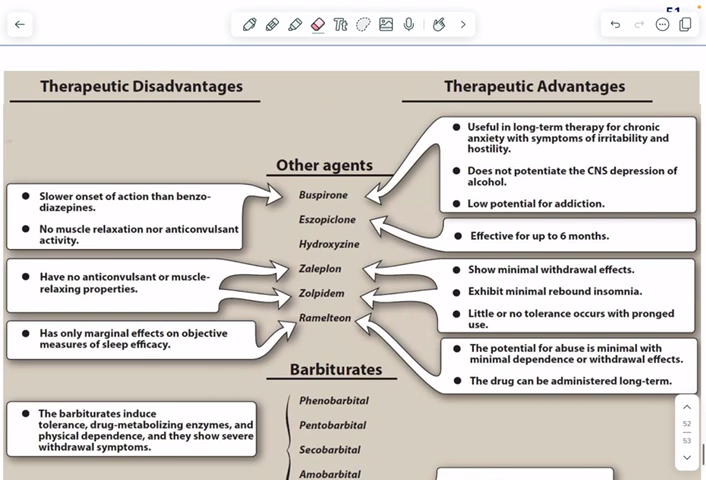 51
Tt
Therapeutic Disadvantages
Therapeutic Advantages
Useful in long-term therapy for chronic
anxiety with symptoms of irritability and
hostility.
Does not potentiate the CNS depression of
alcohol.
Low potential for addiction.
Other agents
Buspirone
Eszopiclone
Hydroxyzine
Zaleplon
Zolpidem
Ramelteon
Slower onset of action than benzo-
diazepines.
No muscle relaxation nor anticonvulsant
activity.
Effective for up to 6 months.
Have no anticonvulsant or muscle-
relaxing properties.
Show minimal withdrawal effects.
Exhibit minimal rebound insomnia.
Little or no tolerance occurs with pronged
use.
Has only marginal effects on objective
measures of sleep efficacy.
The potential for abuse is minimal with
minimal dependence or withdrawal effects.
The drug can be administered long-term.
Barbiturates
Phenobarbital
Pentobarbital
Secobarbital
Amobarbital
The barbiturates induce
tolerance, drug-metabolizing enzymes, and
physical dependence, and they show severe
withdrawal symptoms.
52
53